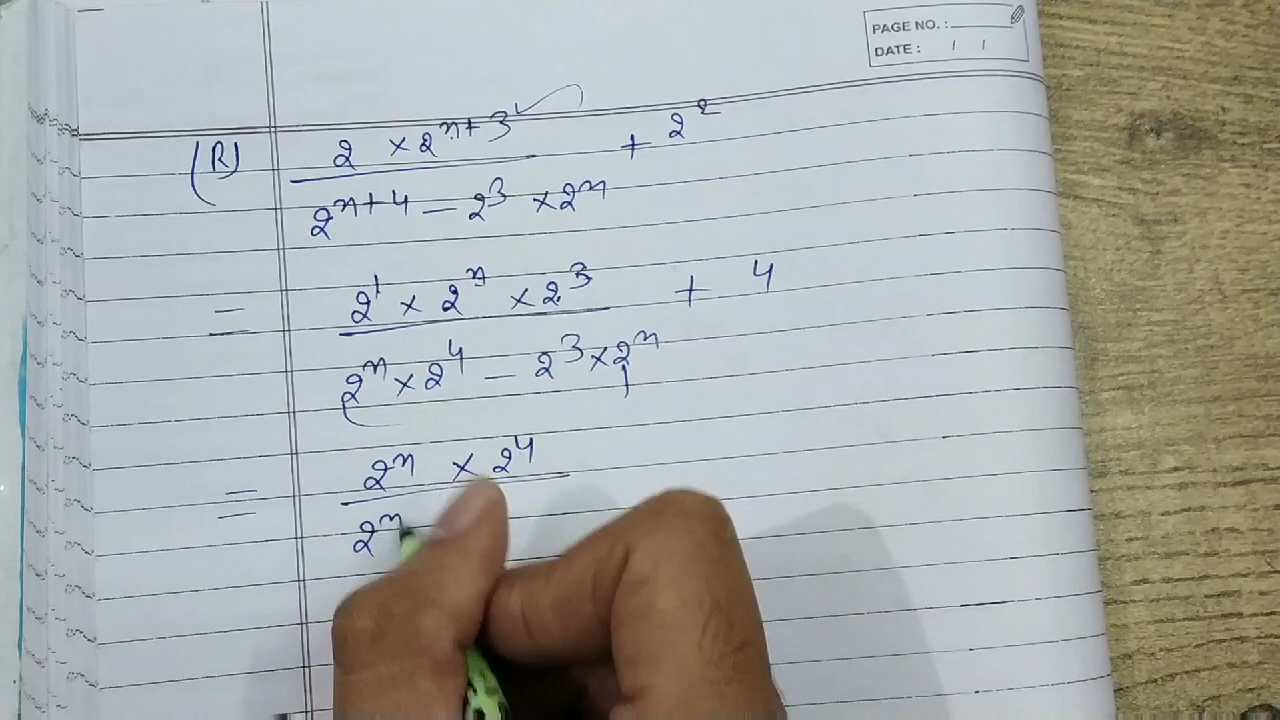 PAGE NO. :
DATE : / /
(R) 2 × 2^{n+3} / 2^{n+4} - 2^3 × 2^n + 2^2
= 2^1 × 2^n × 2^3 / 2^n × 2^4 - 2^3 × 2^n + 4
= 2^n × 2^4 / 2^n